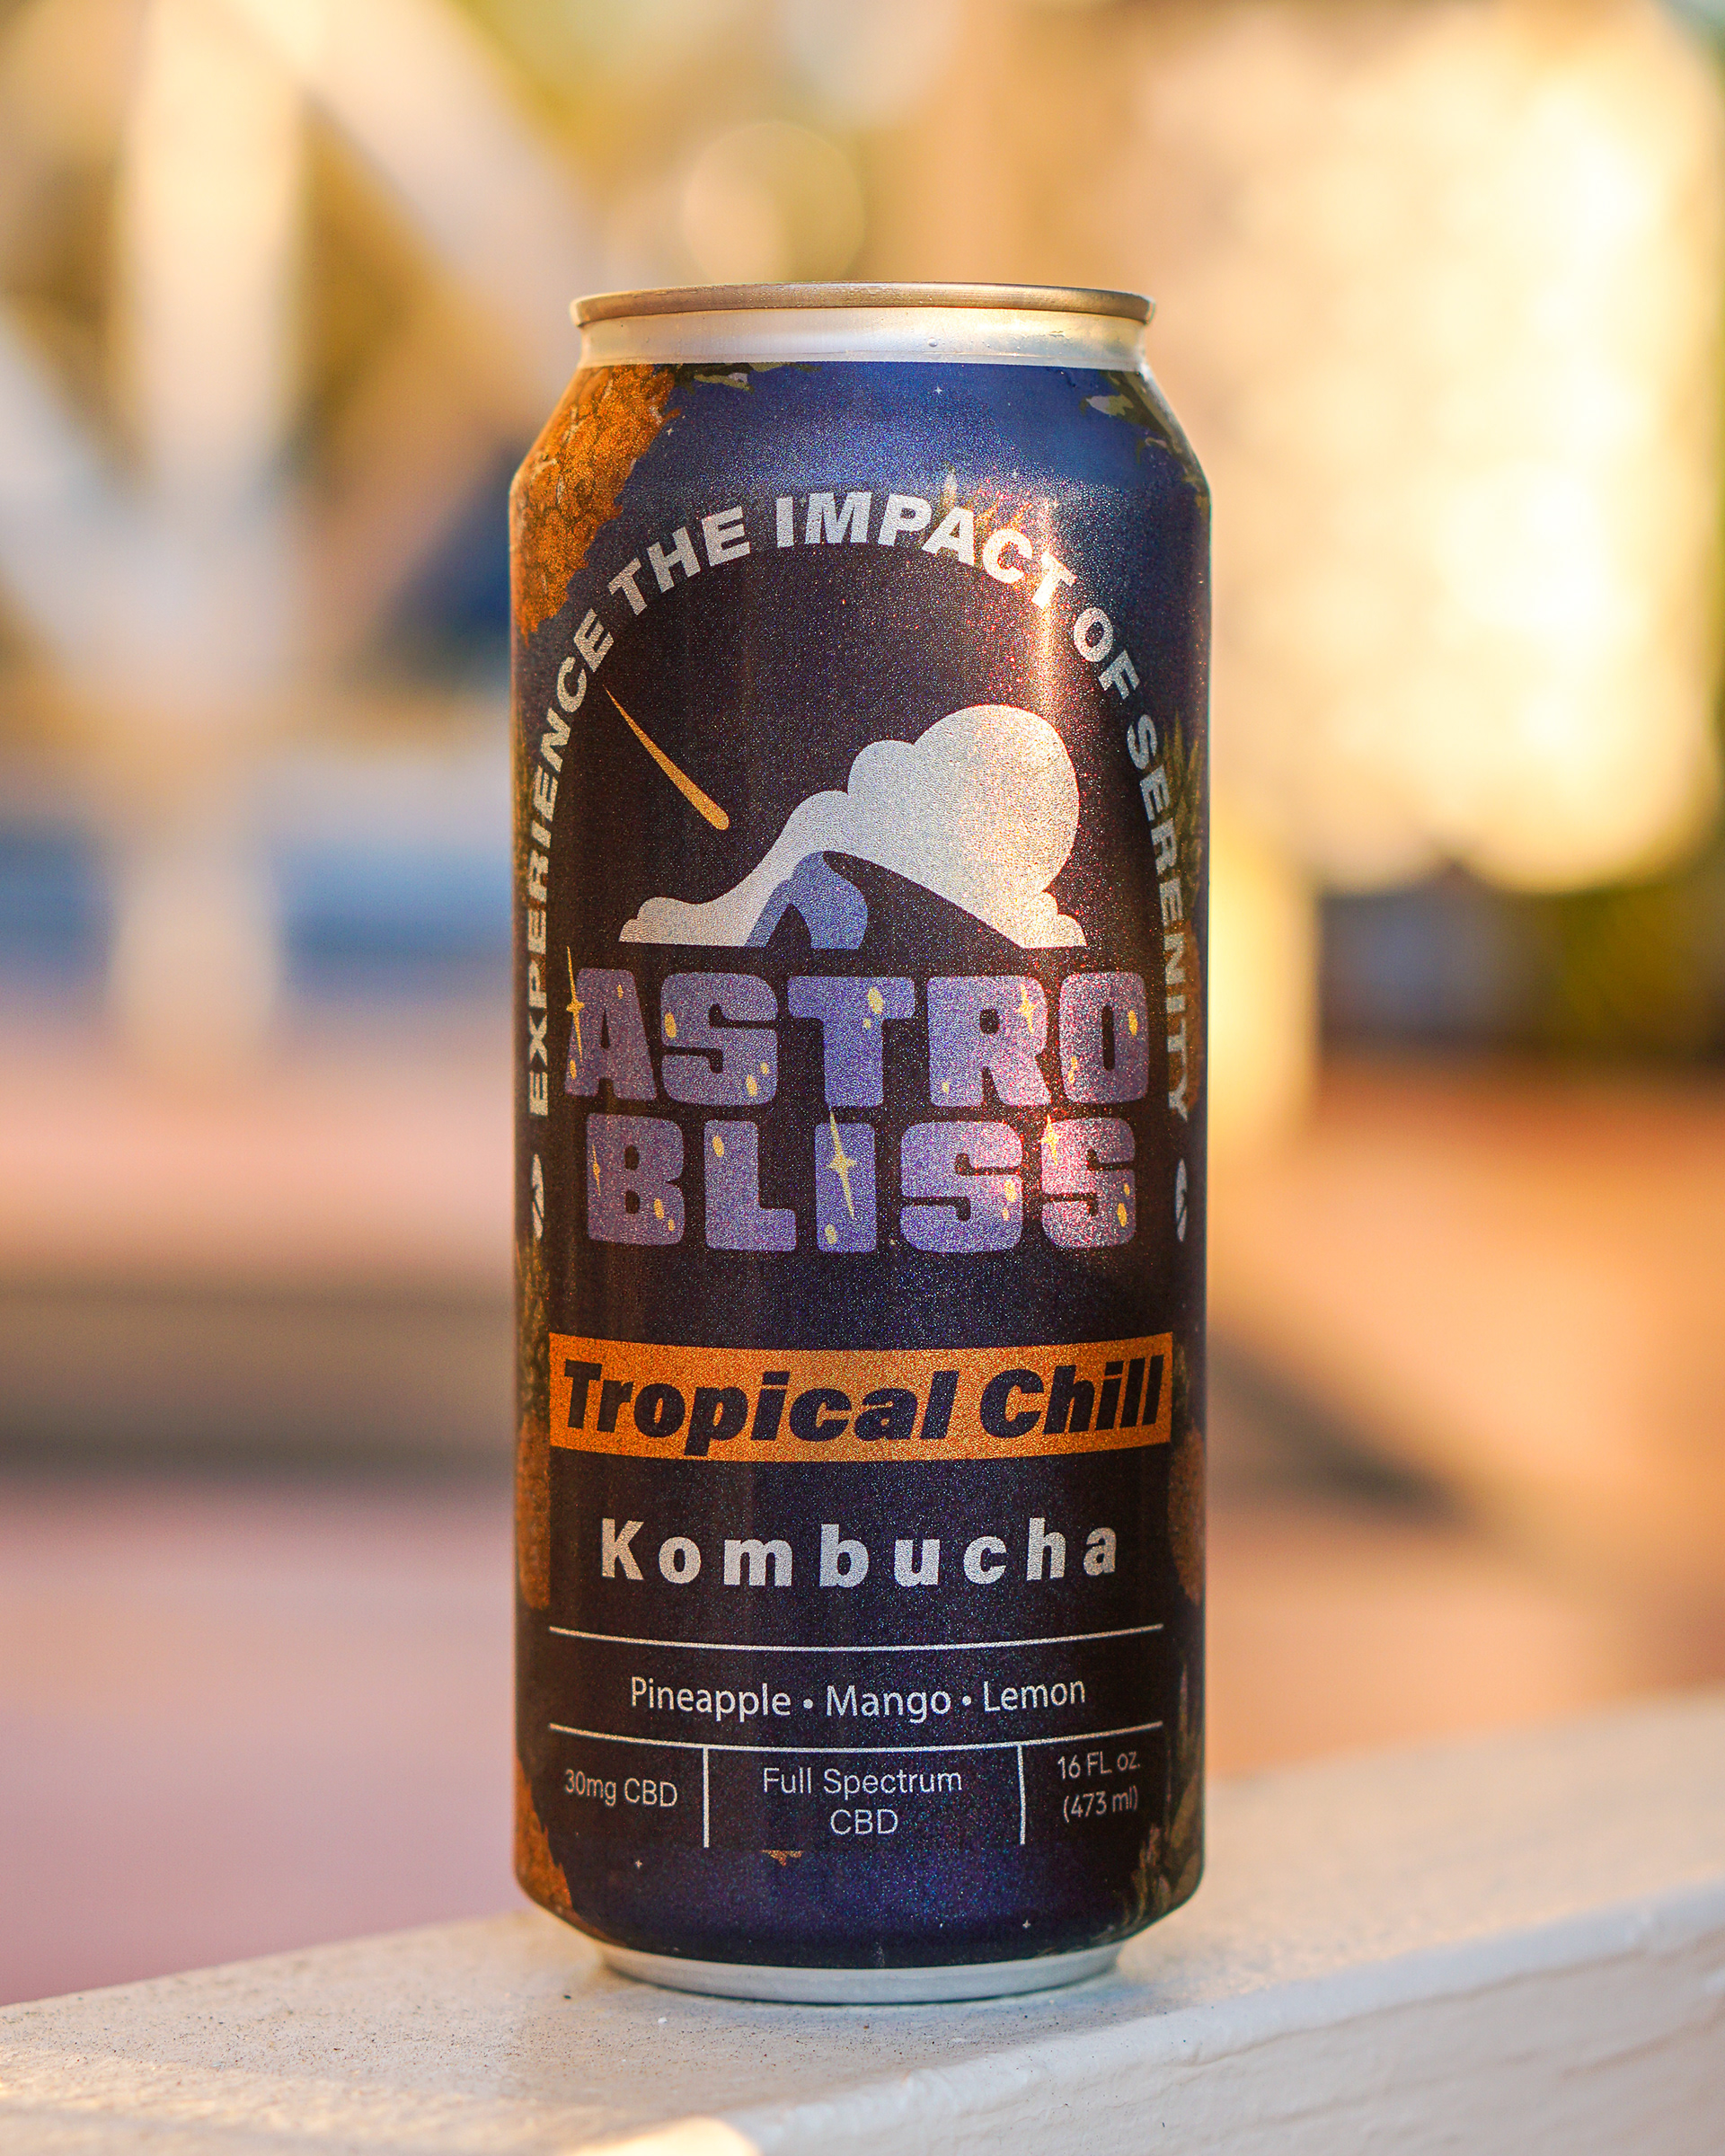 EXPERIENCE THE IMPACT OF SERENITY
ASTRO
BLISS
Tropical Chill
Kombucha
Pineapple • Mango • Lemon
30mg CBD
Full Spectrum
CBD
16 FL oz.
(473 ml)